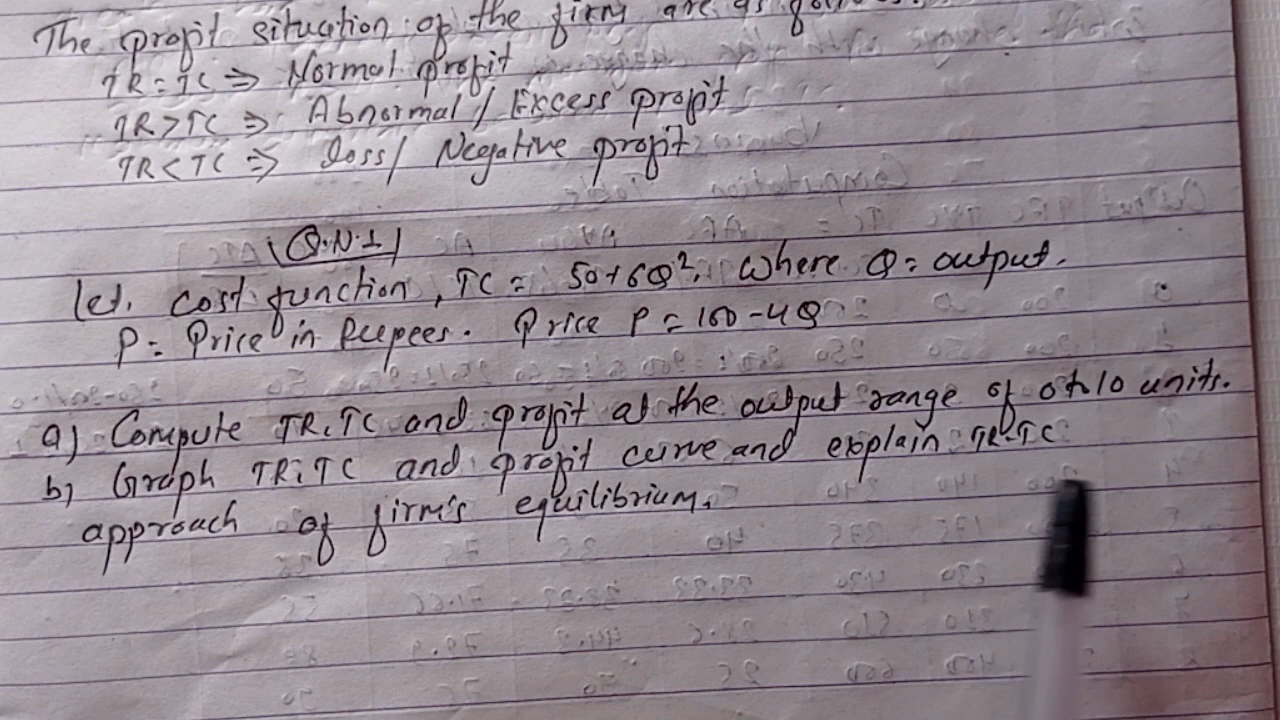 The profit situation of the firm are as
TR = TC ⇒ Normal profit
TR > TC ⇒ Abnormal / Excess profit
TR < TC ⇒ Loss / Negative profit
Q.N.1
let. cost function, TC = 50+6Q². Where Q = output.
P = Price in Rupees. Price P = 100-4Q
a) Compute TR, TC and profit at the output range of 0 to 10 units.
b) Graph TR, TC and profit curve and explain TR-TC
approach of firm's equilibrium.